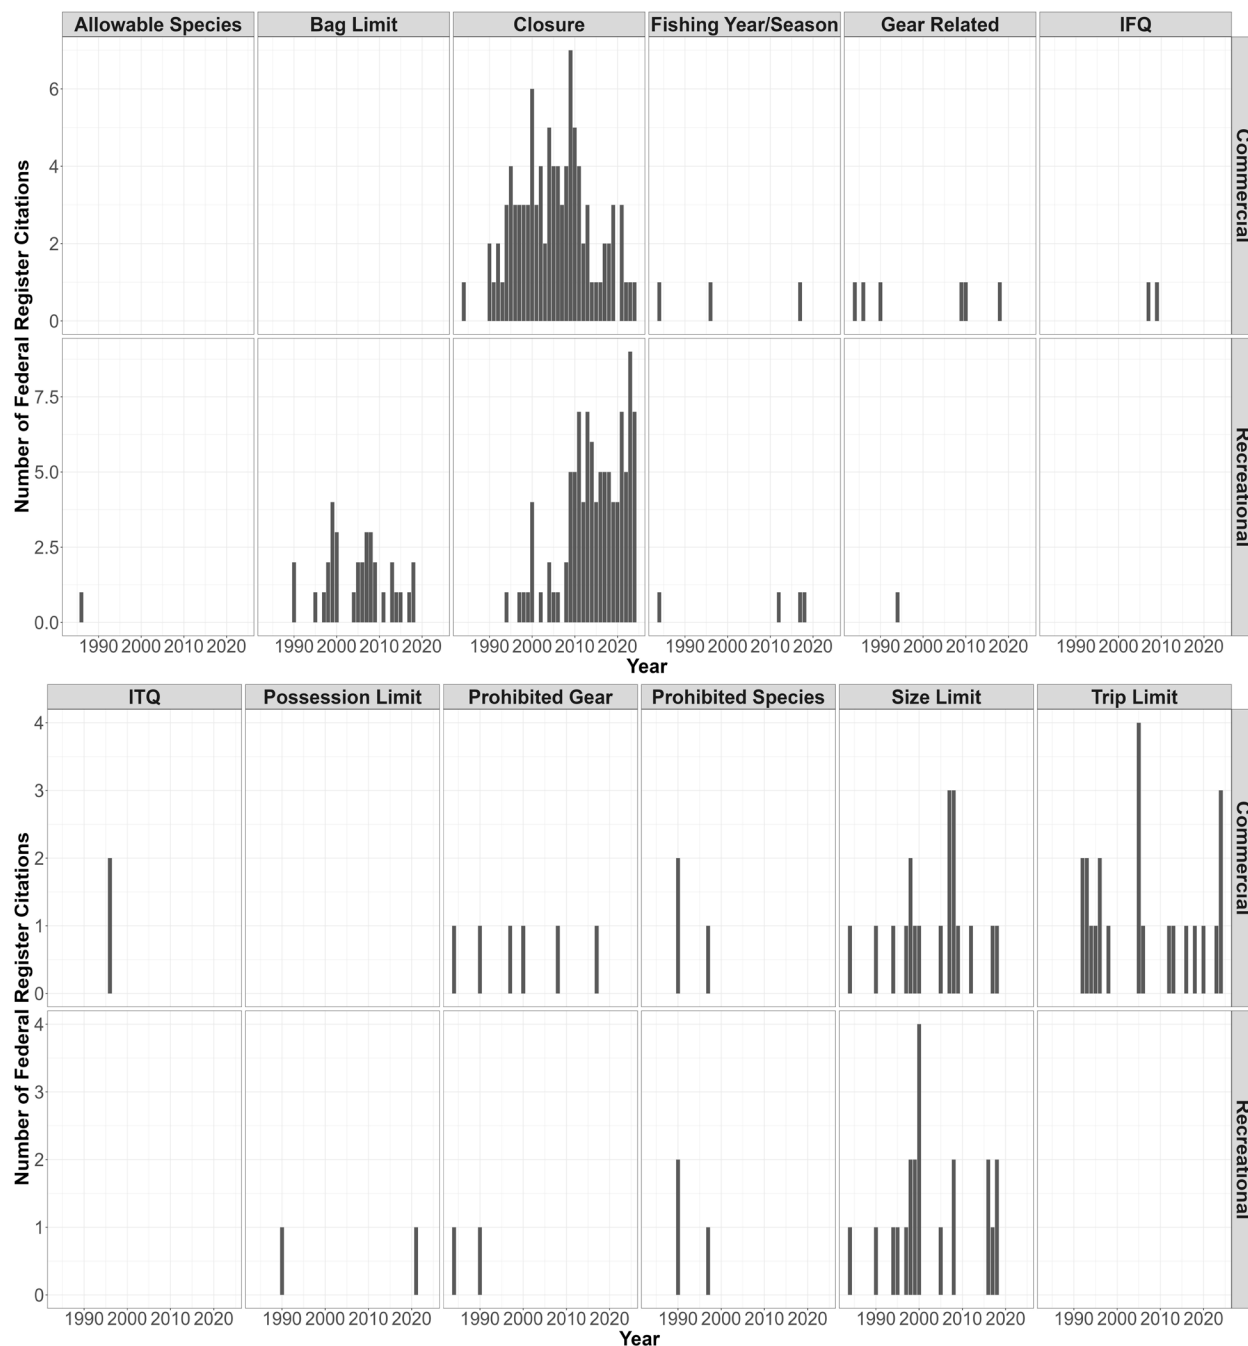 Allowable Species Bag Limit Closure Fishing Year/Season Gear Related IFQ
Number of Federal Register Citations
6
4
2
0
Commercial
7.5
5.0
2.5
0.0
Recreational
1990 2000 2010 2020 1990 2000 2010 2020 1990 2000 2010 2020 1990 2000 2010 2020 1990 2000 2010 2020 1990 2000 2010 2020
Year
ITQ Possession Limit Prohibited Gear Prohibited Species Size Limit Trip Limit
Number of Federal Register Citations
4
3
2
1
0
Commercial
4
3
2
1
0
Recreational
1990 2000 2010 2020 1990 2000 2010 2020 1990 2000 2010 2020 1990 2000 2010 2020 1990 2000 2010 2020 1990 2000 2010 2020
Year